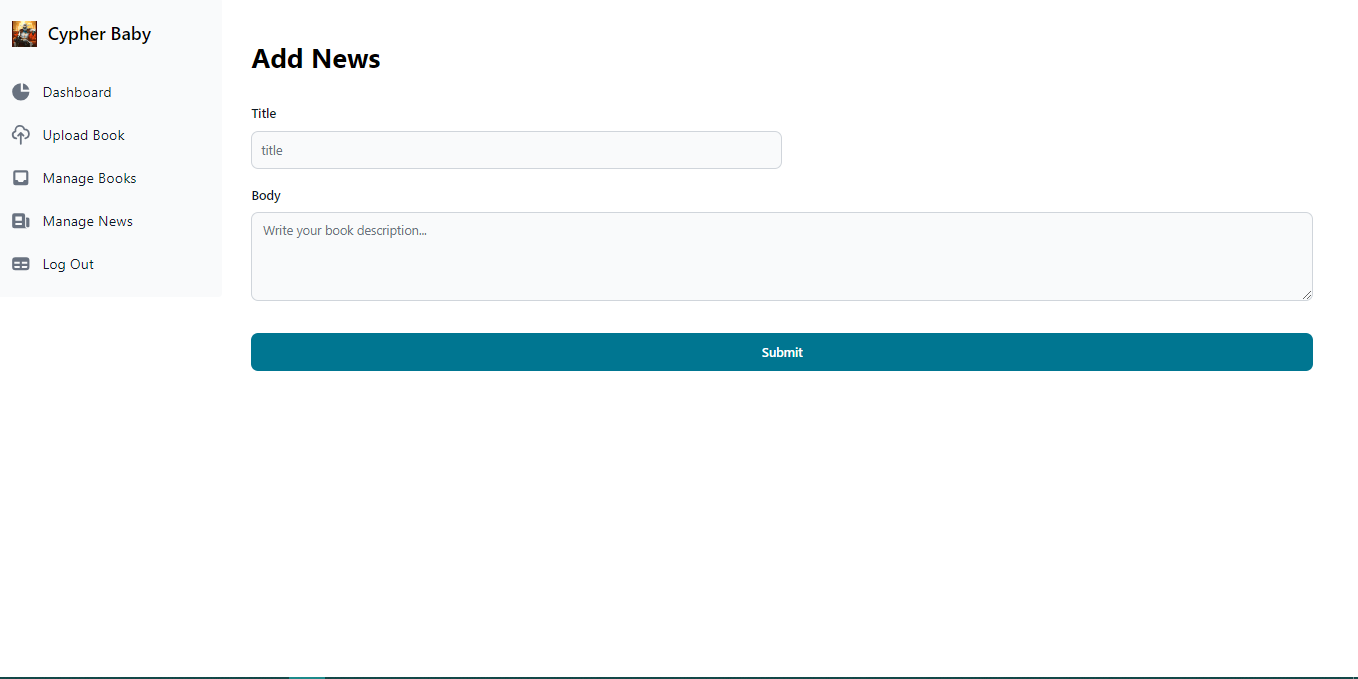 Cypher Baby
Dashboard
Upload Book
Manage Books
Manage News
Log Out
Add News
Title
title
Body
Write your book description...
Submit